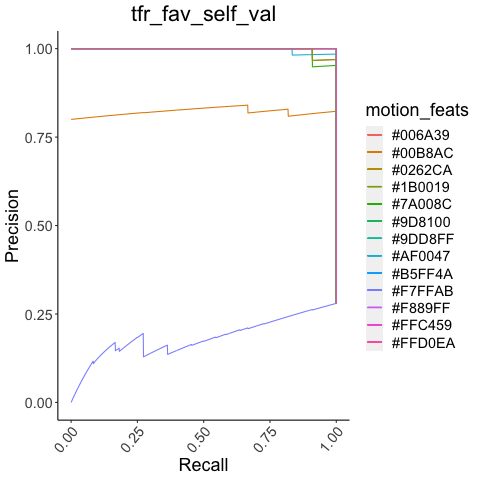 tfr_fav_self_val
Precision
1.00
0.75
0.50
0.25
0.00
0.00
0.25
0.50
0.75
1.00
Recall
motion_feats
#006A39
#00B8AC
#0262CA
#1B0019
#7A008C
#9D8100
#9DD8FF
#AF0047
#B5FF4A
#F7FFAB
#F889FF
#FFC459
#FFD0EA